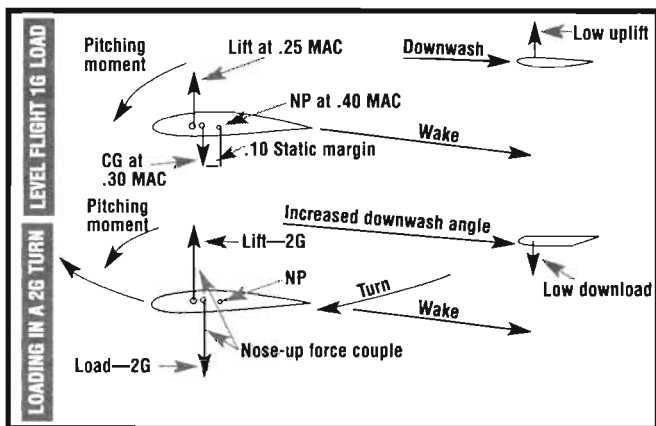 LEVEL FLIGHT 1G LOAD
Pitching
moment
Lift at .25 MAC
Downwash
Low uplift
NP at .40 MAC
Wake
CG at
.30 MAC
.10 Static margin
LOADING IN A 2G TURN
Pitching
moment
Lift—2G
Increased downwash angle
NP
Turn
Low download
Wake
Nose-up force couple
Load—2G